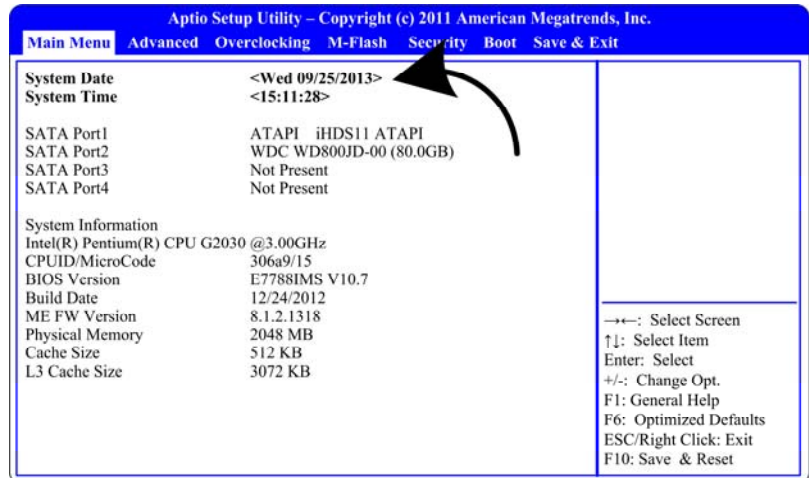 Aptio Setup Utility – Copyright (c) 2011 American Megatrends, Inc.
Main Menu Advanced Overclocking M-Flash Security Boot Save & Exit
System Date <Wed 09/25/2013>
System Time <15:11:28>
SATA Port1 ATAPI iHDS11 ATAPI
SATA Port2 WDC WD800JD-00 (80.0GB)
SATA Port3 Not Present
SATA Port4 Not Present
System Information
Intel(R) Pentium(R) CPU G2030 @3.00GHz
CPUID/MicroCode 306a9/15
BIOS Version E7788IMS V10.7
Build Date 12/24/2012
ME FW Version 8.1.2.1318
Physical Memory 2048 MB
Cache Size 512 KB
L3 Cache Size 3072 KB
→←: Select Screen
↑↓: Select Item
Enter: Select
+/-: Change Opt.
F1: General Help
F6: Optimized Defaults
ESC/Right Click: Exit
F10: Save & Reset